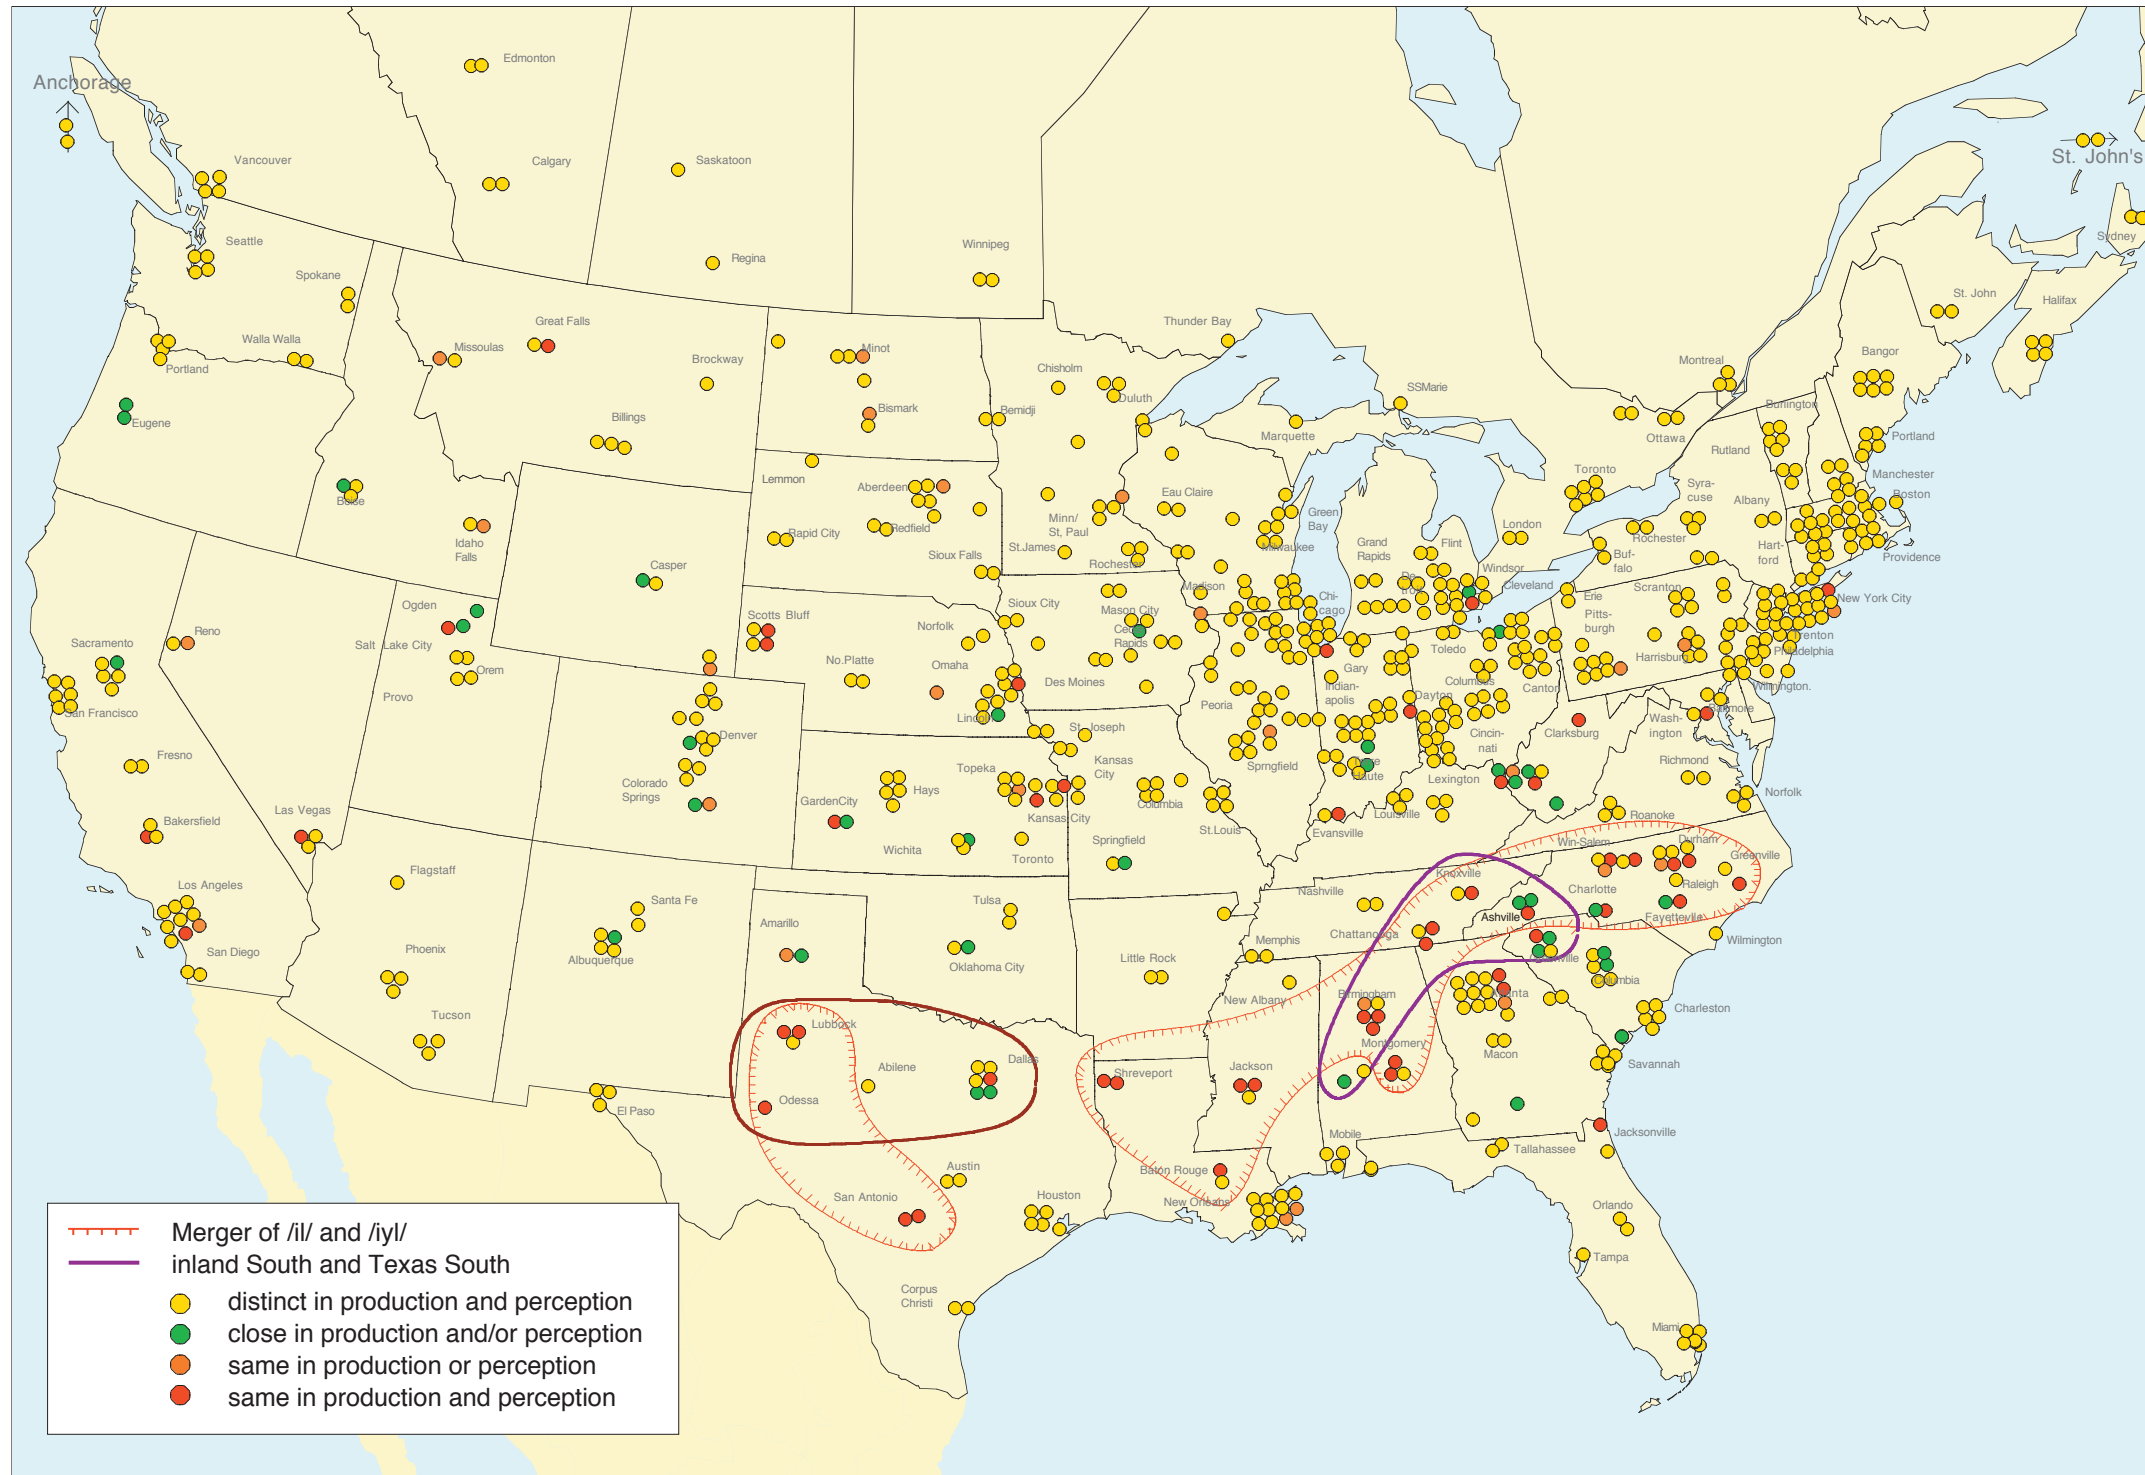 Edmonton
Anchorage
Vancouver
Calgary
Saskatoon
St. John's
Seattle
Spokane
Regina
Winnipeg
Sydney
St. John
Halifax
Great Falls
Thunder Bay
Walla Walla
Missoulas
Minot
Brockway
Chisholm
Montreal
Bangor
Portland
SSMarie
Duluth
Eugene
Billings
Bismark
Bemidji
Burlington
Marquette
Ottawa
Rutland
Portland
Boise
Lemmon
Aberdeen
Eau Claire
Toronto
Syra-
cuse
Manchester
Albany
Boston
Idaho
Falls
Rapid City
Redfield
Minn/
St, Paul
Green
Bay
Milwaukee
Grand
Rapids
Flint
London
Rochester
Buf-
falo
Hart-
ford
Providence
Sioux Falls
St.James
Rochester
Casper
Windsor
De-
troit
Cleveland
Erie
Scranton
Madison
Ogden
Scotts Bluff
Sioux City
Mason City
Chi-
cago
Pitts-
burgh
New York City
Norfolk
Cedar
Rapids
Reno
Sacramento
Salt Lake City
Orem
No.Platte
Omaha
Des Moines
Gary
Toledo
Harrisburg
Trenton
Philadelphia
Provo
Indian-
apolis
Columbus
Canton
Wilmington.
San Francisco
Lincoln
Peoria
Dayton
Baltimore
Wash-
ington
St. Joseph
Denver
Cincin-
nati
Clarksburg
Fresno
Topeka
Kansas
City
Sprngfield
Terre
Haute
Lexington
Richmond
Colorado
Springs
GardenCity
Hays
Columbia
Norfolk
Las Vegas
Bakersfield
Kansas City
St.Louis
Evansville
Louisville
Roanoke
Wichita
Toronto
Springfield
Win-Salem
Durham
Greenville
Flagstaff
Knoxville
Los Angeles
Santa Fe
Tulsa
Nashville
Charlotte
Raleigh
Amarillo
Ashville
Fayetteville
Chattanooga
Phoenix
San Diego
Albuquerque
Oklahoma City
Little Rock
Memphis
Greenville
Wilmington
Columbia
New Albany
Birmingham
Atlanta
Charleston
Tucson
Lubbock
Montgomery
Macon
Dallas
Abilene
Shreveport
Jackson
Savannah
Odessa
El Paso
Mobile
Jacksonville
Tallahassee
Austin
Baton Rouge
San Antonio
Houston
New Orleans
Orlando
Tampa
Corpus
Christi
Miami
Merger of /il/ and /iyl/
inland South and Texas South
distinct in production and perception
close in production and/or perception
same in production or perception
same in production and perception